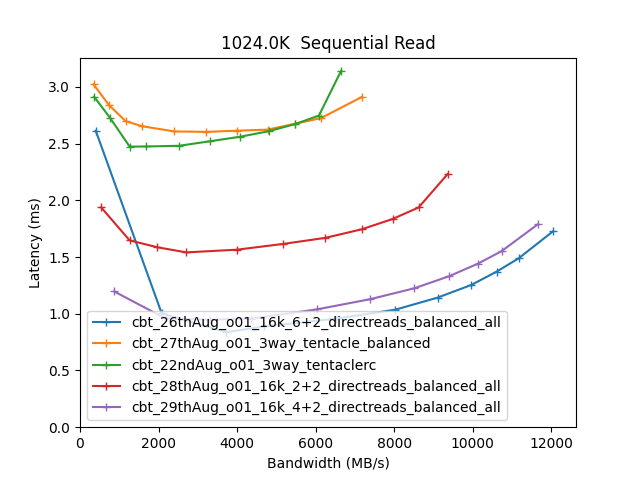 1024.0K  Sequential Read
Latency (ms)
3.0
2.5
2.0
1.5
1.0
0.5
0.0
cbt_26thAug_o01_16k_6+2_directreads_balanced_all
cbt_27thAug_o01_3way_tentacle_balanced
cbt_22ndAug_o01_3way_tentaclerc
cbt_28thAug_o01_16k_2+2_directreads_balanced_all
cbt_29thAug_o01_16k_4+2_directreads_balanced_all
0 2000 4000 6000 8000 10000 12000
Bandwidth (MB/s)